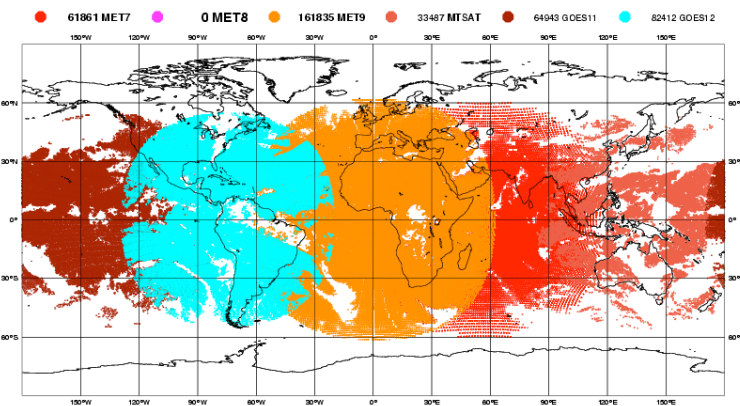 61861 MET7 0 MET8 161835 MET9 33487 MTSAT 64943 GOES11 82412 GOES12
150°W 120°W 90°W 60°W 30°W 0° 30°E 60°E 90°E 120°E 150°E
60°N 60°N
30°N 30°N
0° 0°
30°S 30°S
60°S 60°S
150°W 120°W 90°W 60°W 30°W 0° 30°E 60°E 90°E 120°E 150°E